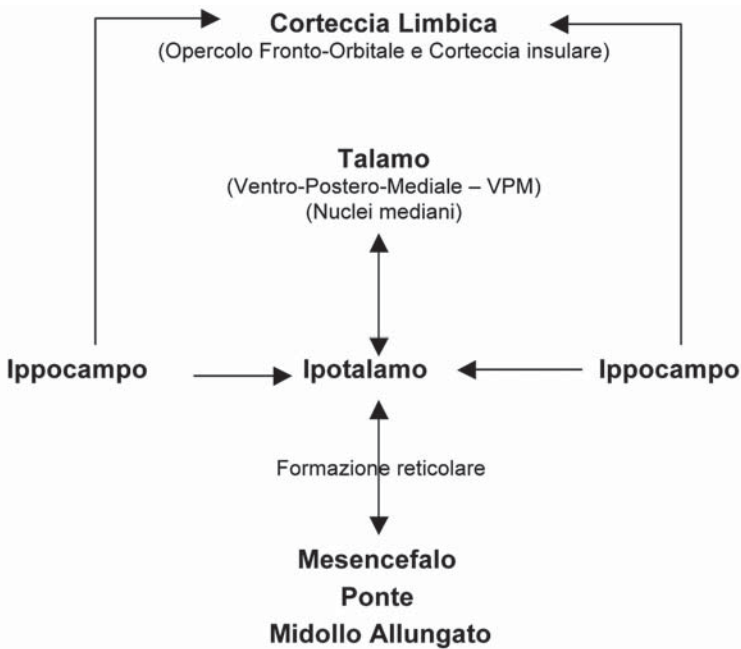 Corteccia Limbica
(Opercolo Fronto-Orbitale e Corteccia insulare)
Talamo
(Ventro-Postero-Mediale – VPM)
(Nuclei mediani)
Ippocampo
Ipotalamo
Ippocampo
Formazione reticolare
Mesencefalo
Ponte
Midollo Allungato